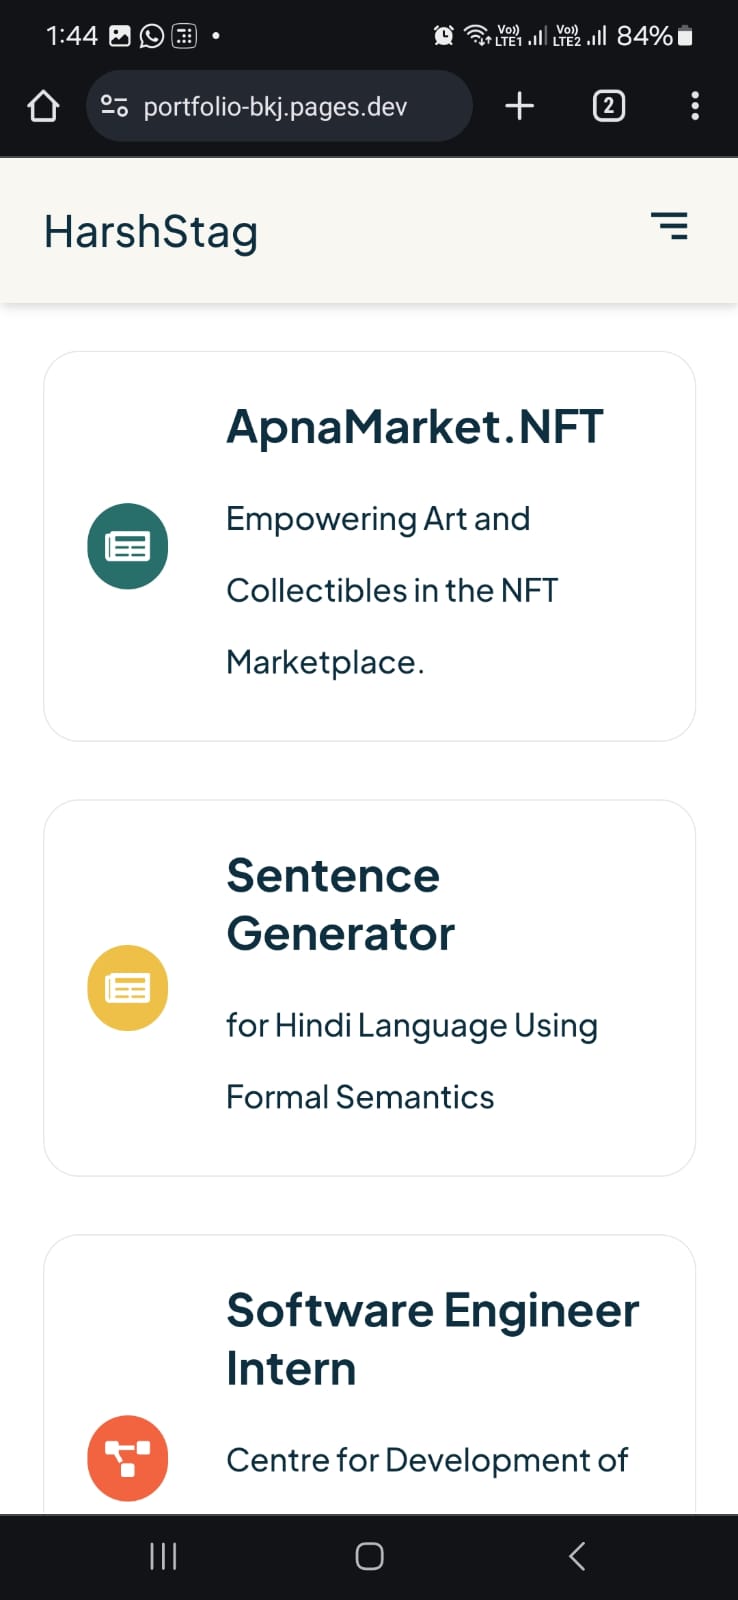 1:44
Vo)) LTE1 Vo)) LTE2 84%
portfolio-bkj.pages.dev
2
HarshStag
ApnaMarket.NFT
Empowering Art and
Collectibles in the NFT
Marketplace.
Sentence
Generator
for Hindi Language Using
Formal Semantics
Software Engineer
Intern
Centre for Development of